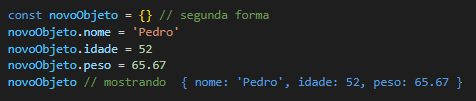 const novoObjeto = {} // segunda forma
novoObjeto.nome = 'Pedro'
novoObjeto.idade = 52
novoObjeto.peso = 65.67
novoObjeto // mostrando  { nome: 'Pedro', idade: 52, peso: 65.67 }